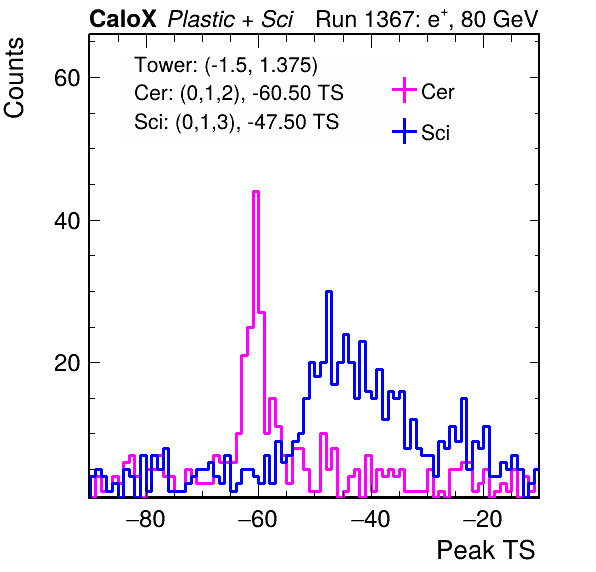 CaloX Plastic + Sci Run 1367: e⁺, 80 GeV
Counts
Tower: (-1.5, 1.375)
Cer: (0,1,2), -60.50 TS
Sci: (0,1,3), -47.50 TS
Cer
Sci
60
40
20
−80 −60 −40 −20
Peak TS